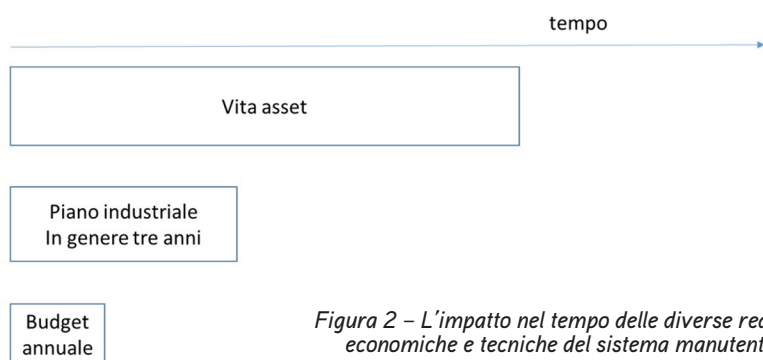 tempo
Vita asset
Piano industriale
In genere tre anni
Budget
annuale
Figura 2 – L'impatto nel tempo delle diverse
economiche e tecniche del sistema